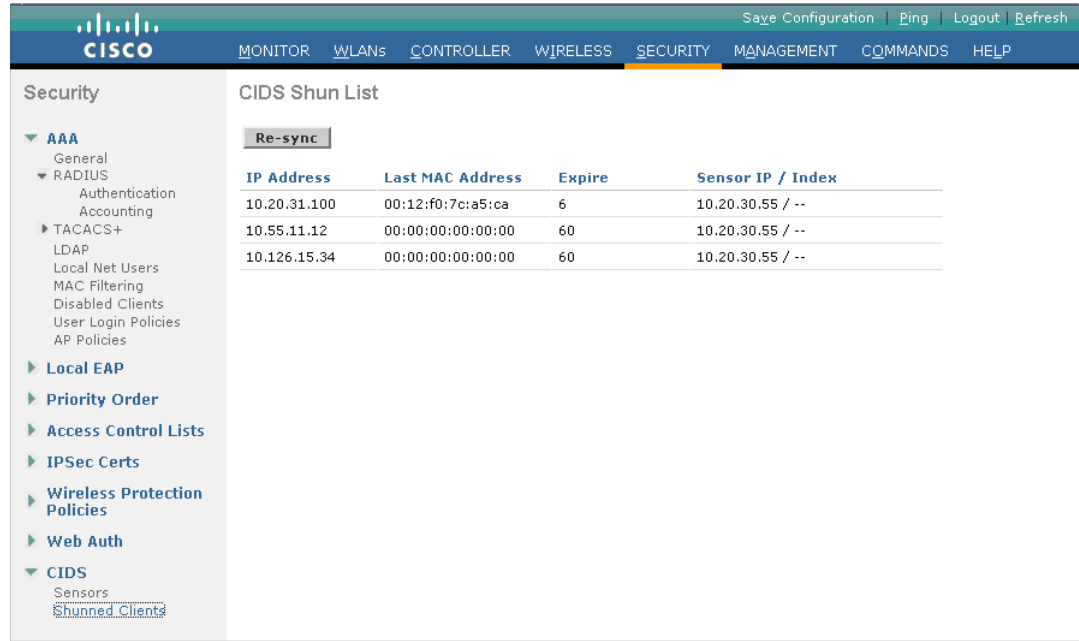 Save Configuration | Ping | Logout | Refresh
CISCO
MONITOR WLANs CONTROLLER WIRELESS SECURITY MANAGEMENT COMMANDS HELP
Security
AAA
General
RADIUS
Authentication
Accounting
TACACS+
LDAP
Local Net Users
MAC Filtering
Disabled Clients
User Login Policies
AP Policies
Local EAP
Priority Order
Access Control Lists
IPSec Certs
Wireless Protection
Policies
Web Auth
CIDS
Sensors
Shunned Clients
CIDS Shun List
Re-sync
IP Address Last MAC Address Expire Sensor IP / Index
10.20.31.100 00:12:f0:7c:a5:ca 6 10.20.30.55 / --
10.55.11.12 00:00:00:00:00:00 60 10.20.30.55 / --
10.126.15.34 00:00:00:00:00:00 60 10.20.30.55 / --